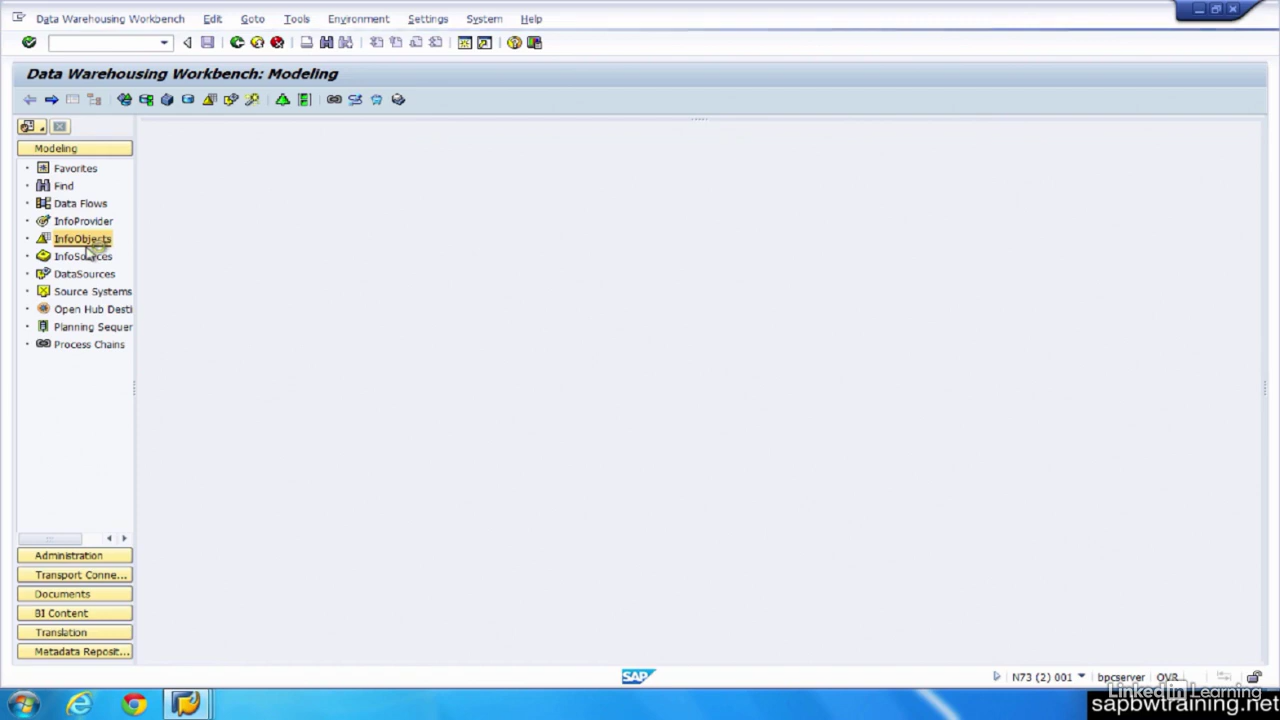 Data Warehousing Workbench Edit Goto Tools Environment Settings System Help
Data Warehousing Workbench: Modeling
Modeling
Favorites
Find
Data Flows
InfoProvider
InfoObjects
InfoSources
DataSources
Source Systems
Open Hub Desti
Planning Sequer
Process Chains
Administration
Transport Conne...
Documents
BI Content
Translation
Metadata Reposit...
SAP
N73 (2) 001 bpcserver OVR
LinkedIn Learning
sapbwtraining.net